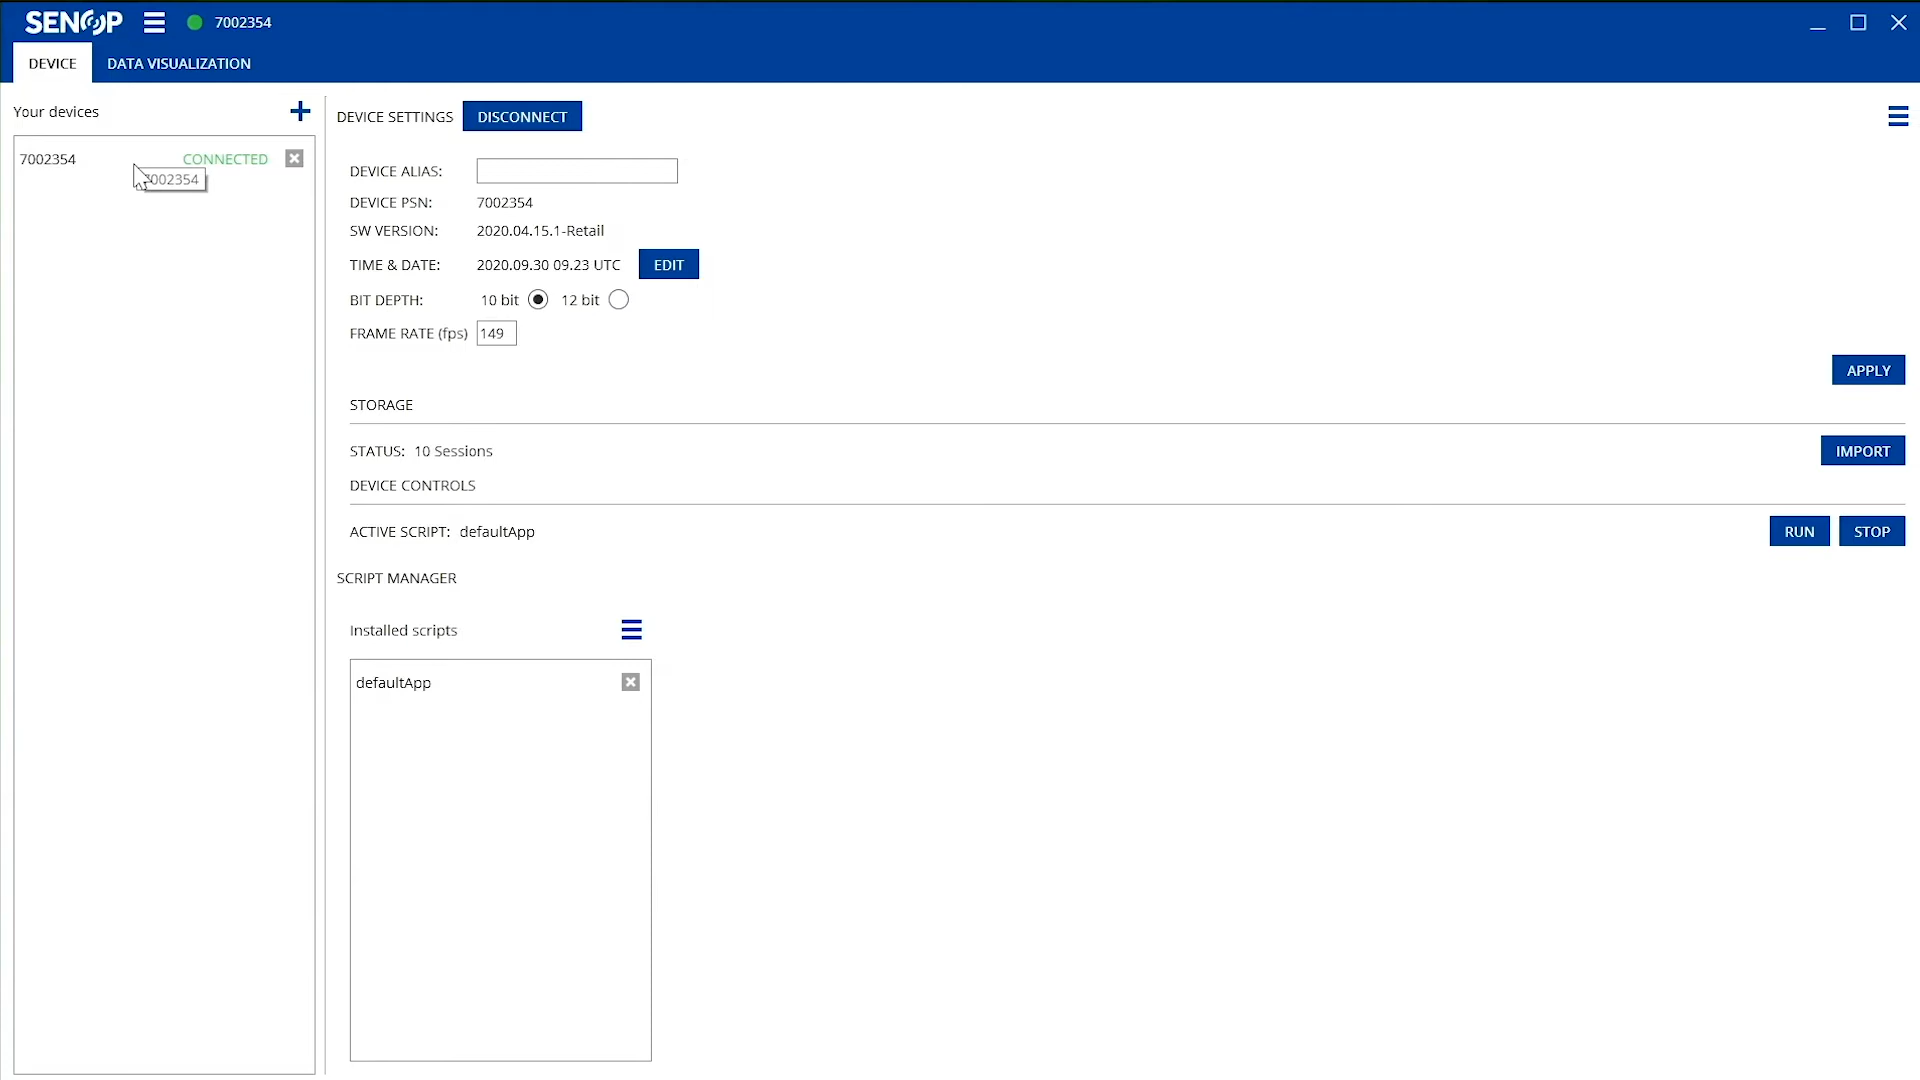 SENOP 7002354
DEVICE DATA VISUALIZATION
Your devices
7002354 CONNECTED
7002354
DEVICE SETTINGS DISCONNECT
DEVICE ALIAS:
DEVICE PSN: 7002354
SW VERSION: 2020.04.15.1-Retail
TIME & DATE: 2020.09.30 09.23 UTC EDIT
BIT DEPTH: 10 bit 12 bit
FRAME RATE (fps) 149
APPLY
STORAGE
STATUS: 10 Sessions IMPORT
DEVICE CONTROLS
ACTIVE SCRIPT: defaultApp RUN STOP
SCRIPT MANAGER
Installed scripts
defaultApp